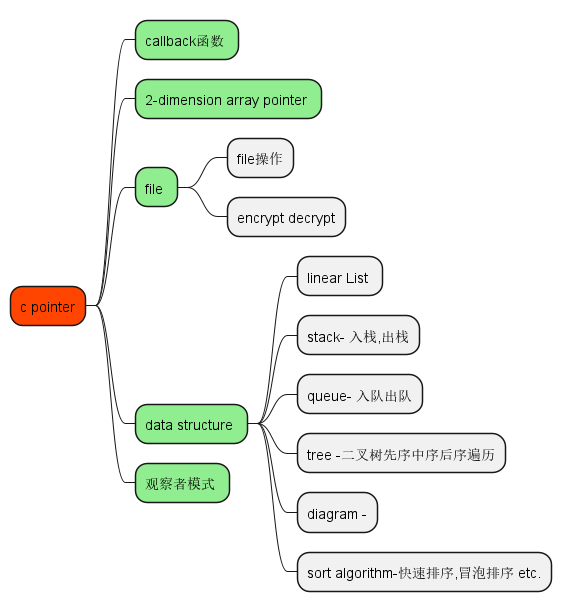 callback函数
2-dimension array pointer
file
file操作
encrypt decrypt
c pointer
linear List
stack- 入栈,出栈
queue- 入队出队
data structure
tree -二叉树先序中序后序遍历
观察者模式
diagram -
sort algorithm-快速排序,冒泡排序 etc.